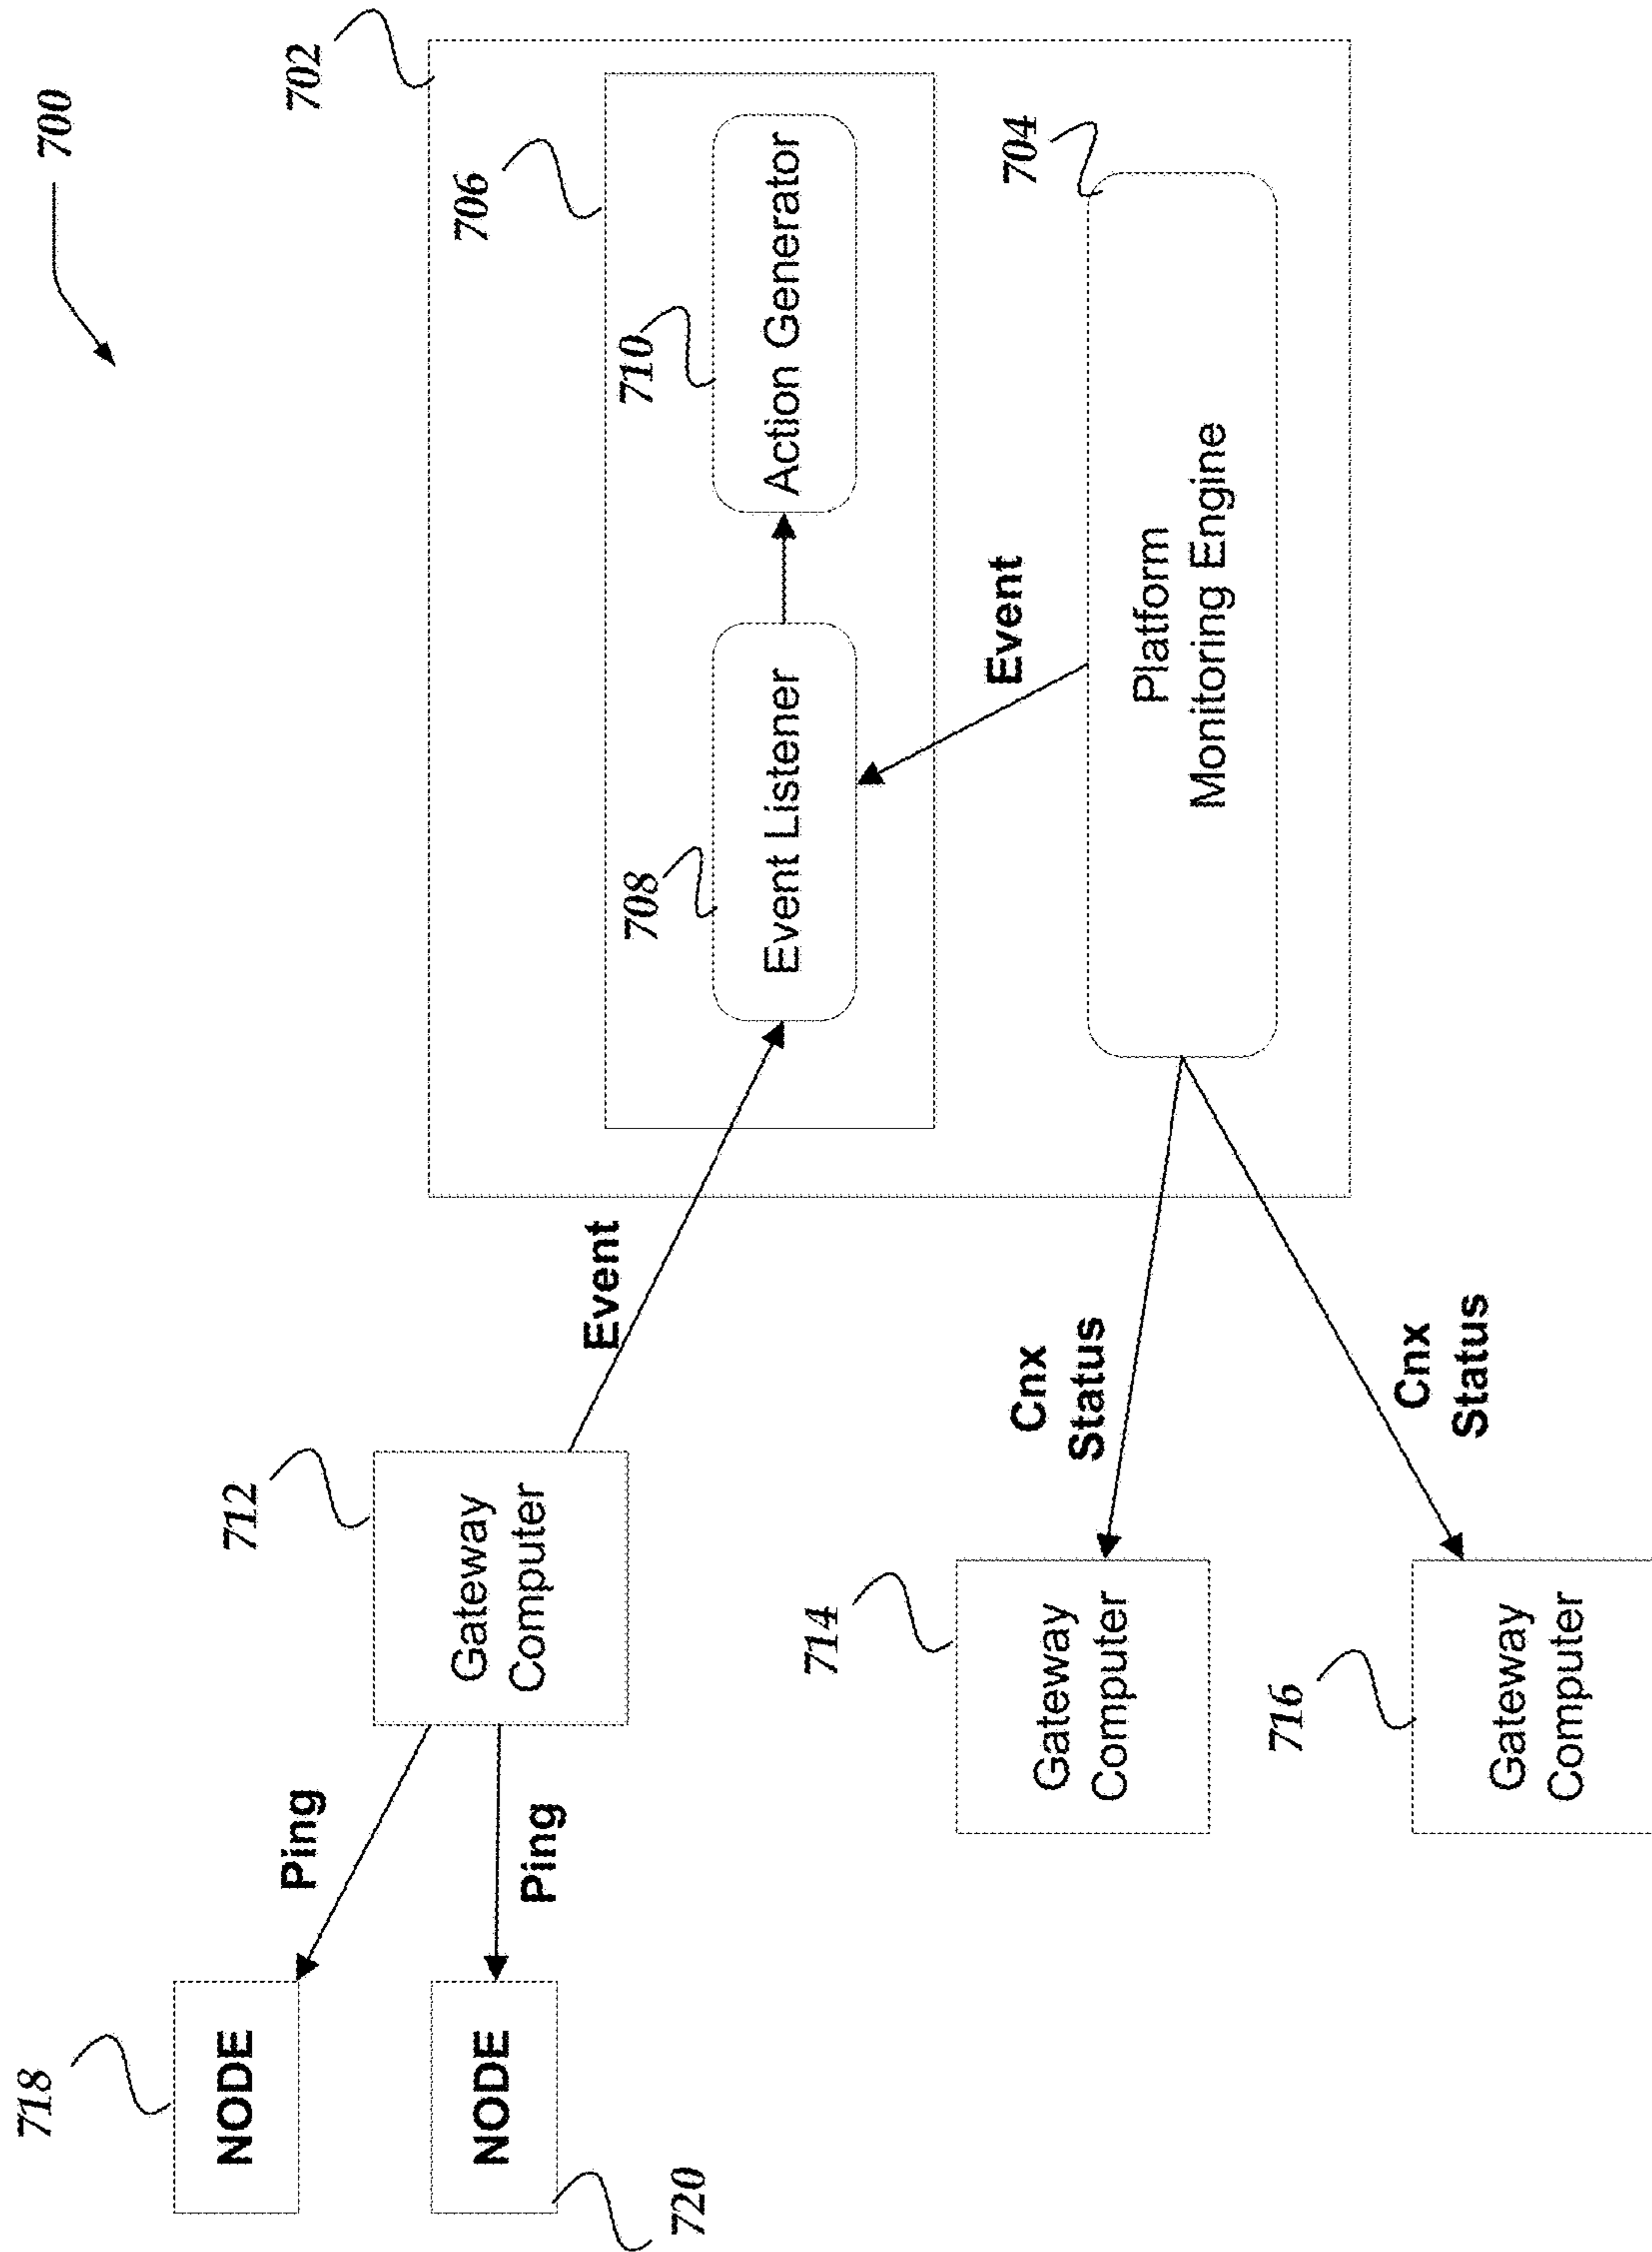 700
702
706
710
Action Generator
708
Event Listener
704
Platform
Monitoring Engine
Event
Event
712
Gateway
Computer
Ping
Ping
718
NODE
NODE
720
Cnx
Status
Cnx
Status
714
Gateway
Computer
716
Gateway
Computer